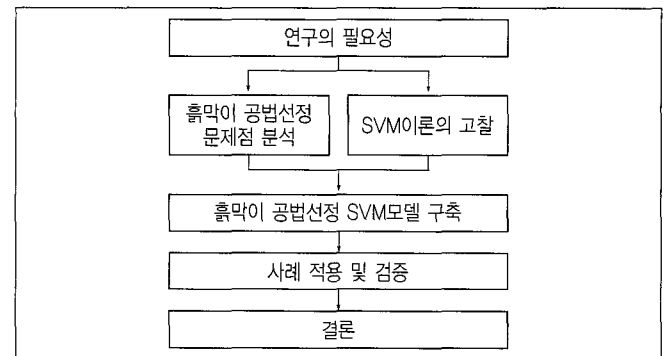 연구의 필요성
흙막이 공법선정
문제점 분석
SVM이론의 고찰
흙막이 공법선정 SVM모델 구축
사례 적용 및 검증
결론